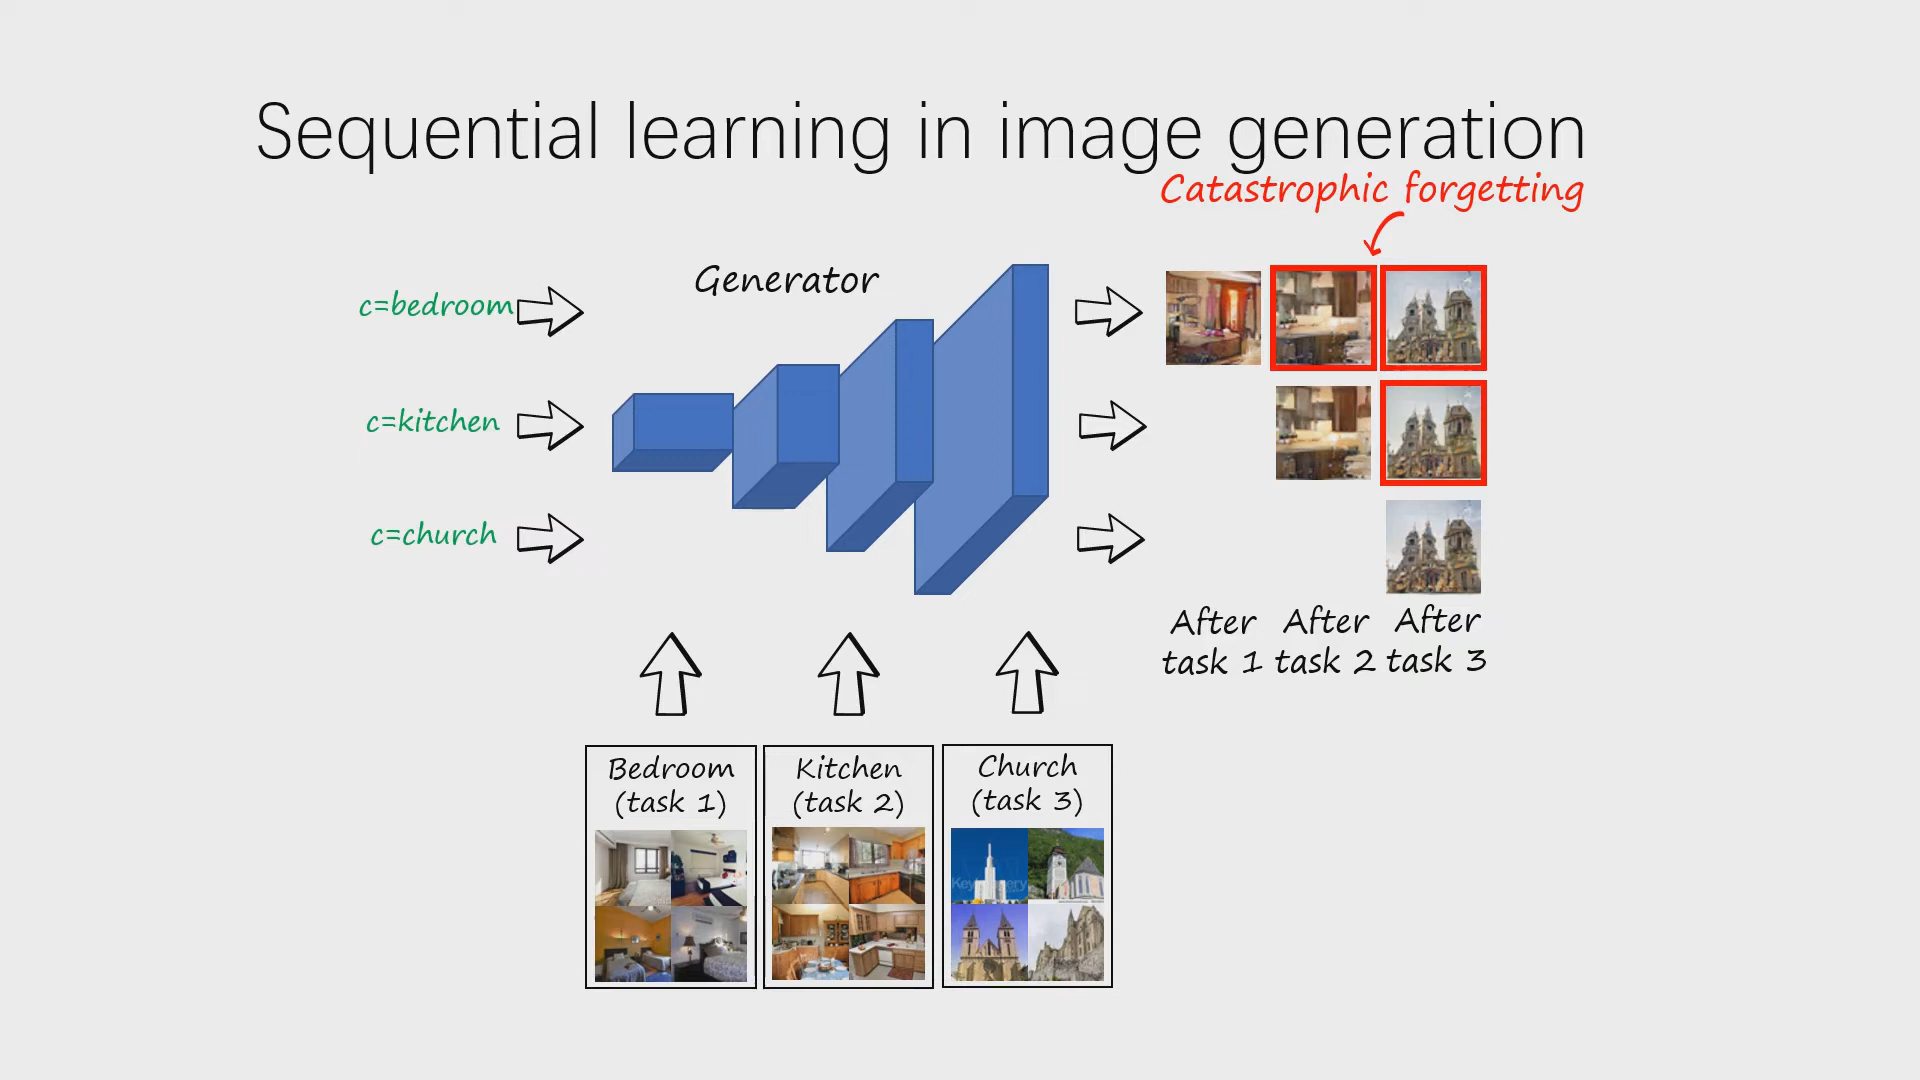 Sequential learning in image generation
Catastrophic forgetting
Generator
c=bedroom
c=kitchen
c=church
After
task 1
After
task 2
After
task 3
Bedroom
(task 1)
Kitchen
(task 2)
Church
(task 3)